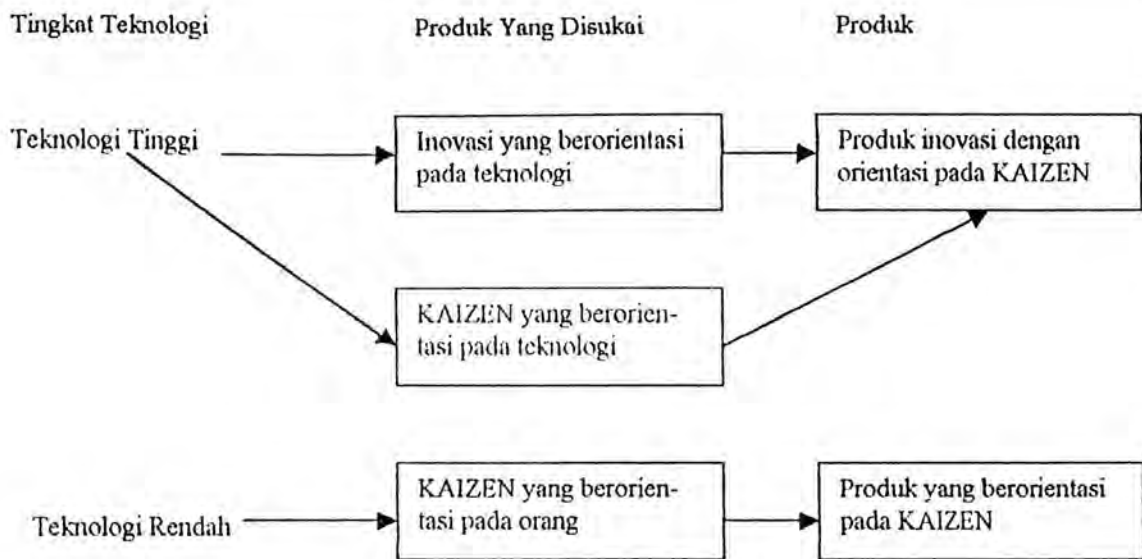 Tingkat Teknologi
Produk Yang Disukai
Produk
Teknologi Tinggi
Inovasi yang berorientasi
pada teknologi
Produk inovasi dengan
orientasi pada KAIZEN
KAIZEN yang berorien-
tasi pada teknologi
Teknologi Rendah
KAIZEN yang berorien-
tasi pada orang
Produk yang berorientasi
pada KAIZEN